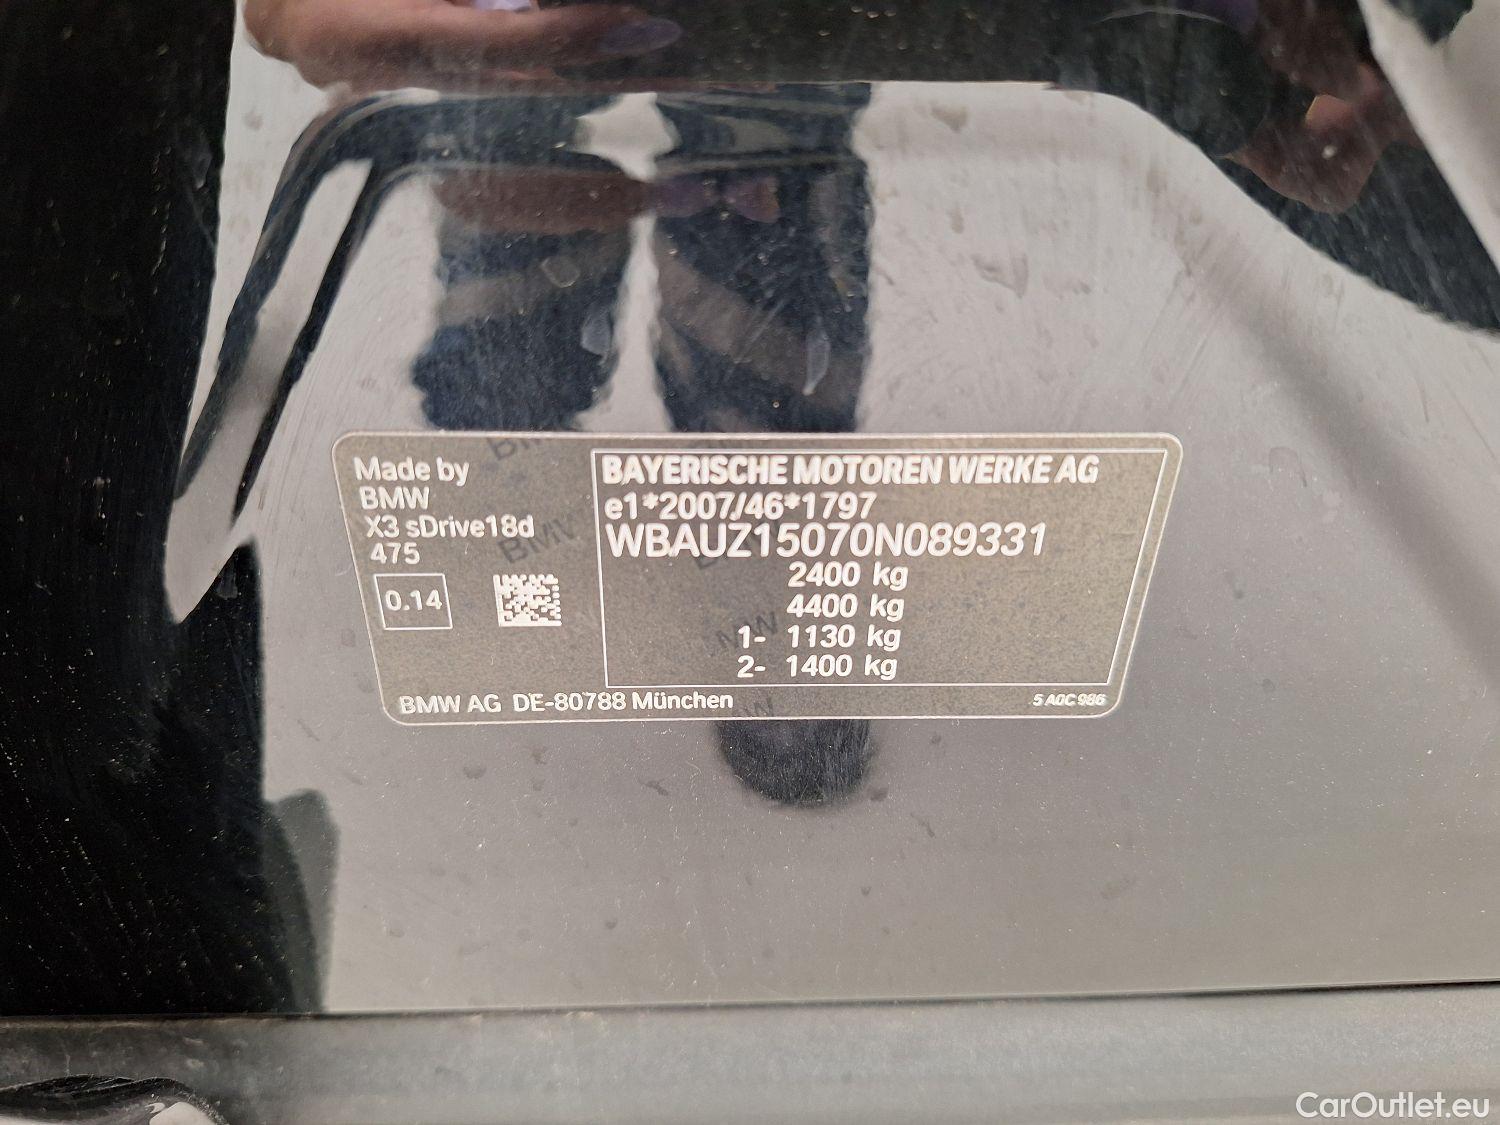 Made by
BMW
X3 sDrive18d
475
0.14
BAYERISCHE MOTOREN WERKE AG
e1*2007/46*1797
WBAUZ15070N089331
2400 kg
4400 kg
1- 1130 kg
2- 1400 kg
BMW AG DE-80788 München
5 A0C 986
BMW
CarOutlet.eu